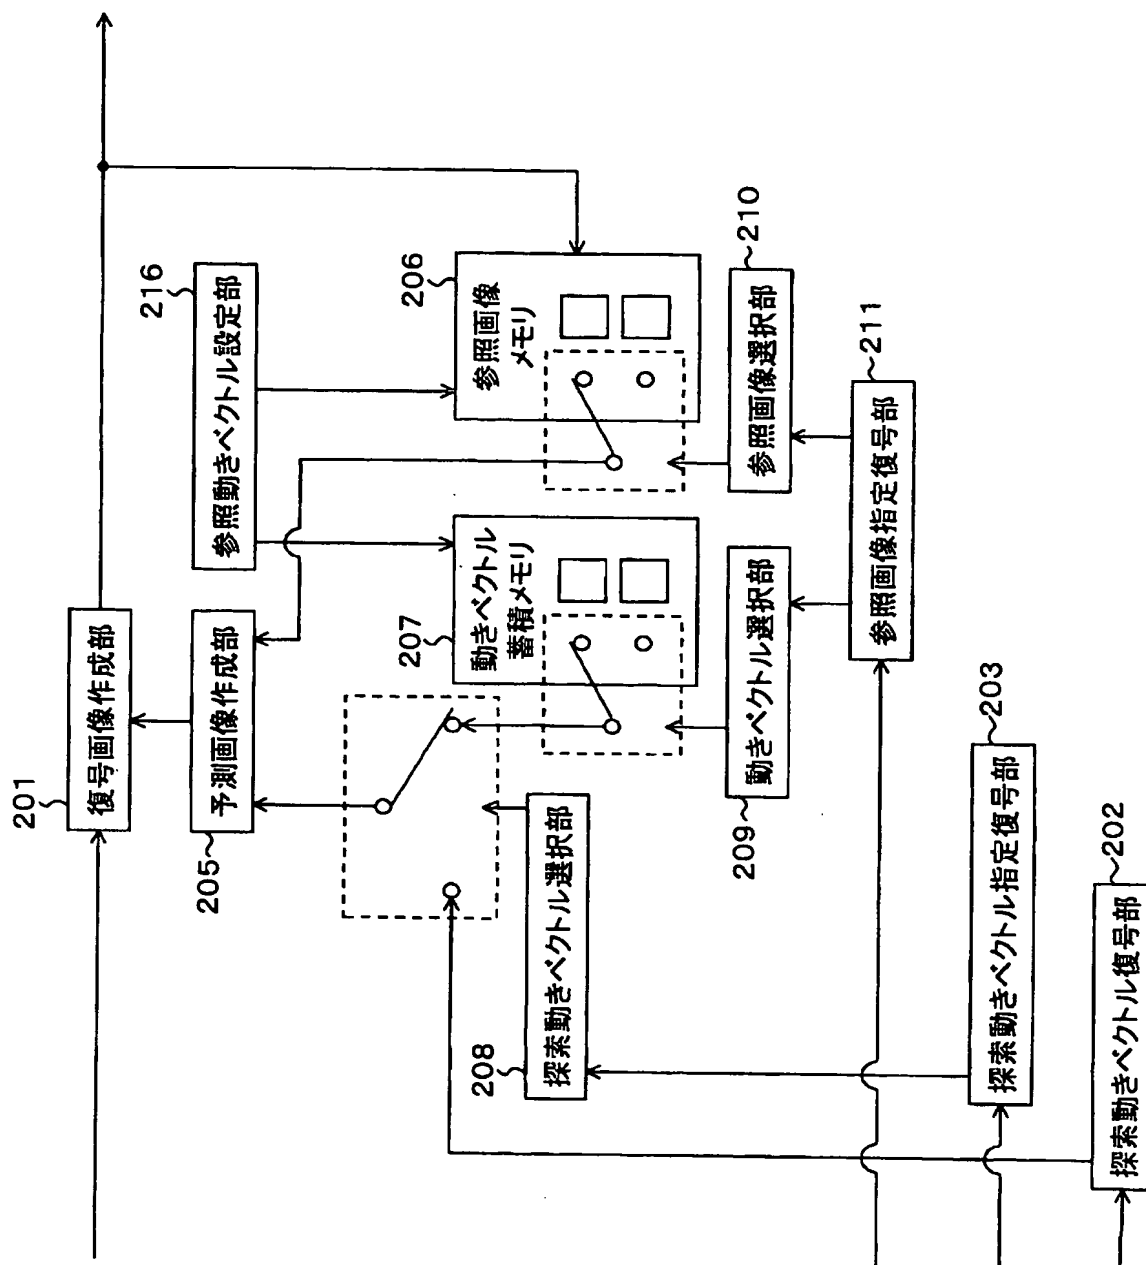 201
復号画像作成部
205
予測画像作成部
216
参照動きベクトル設定部
207
動きベクトル
蓄積メモリ
206
参照画像
メモリ
208
探索動きベクトル選択部
209
動きベクトル選択部
210
参照画像選択部
211
参照画像指定復号部
203
探索動きベクトル指定復号部
202
探索動きベクトル復号部